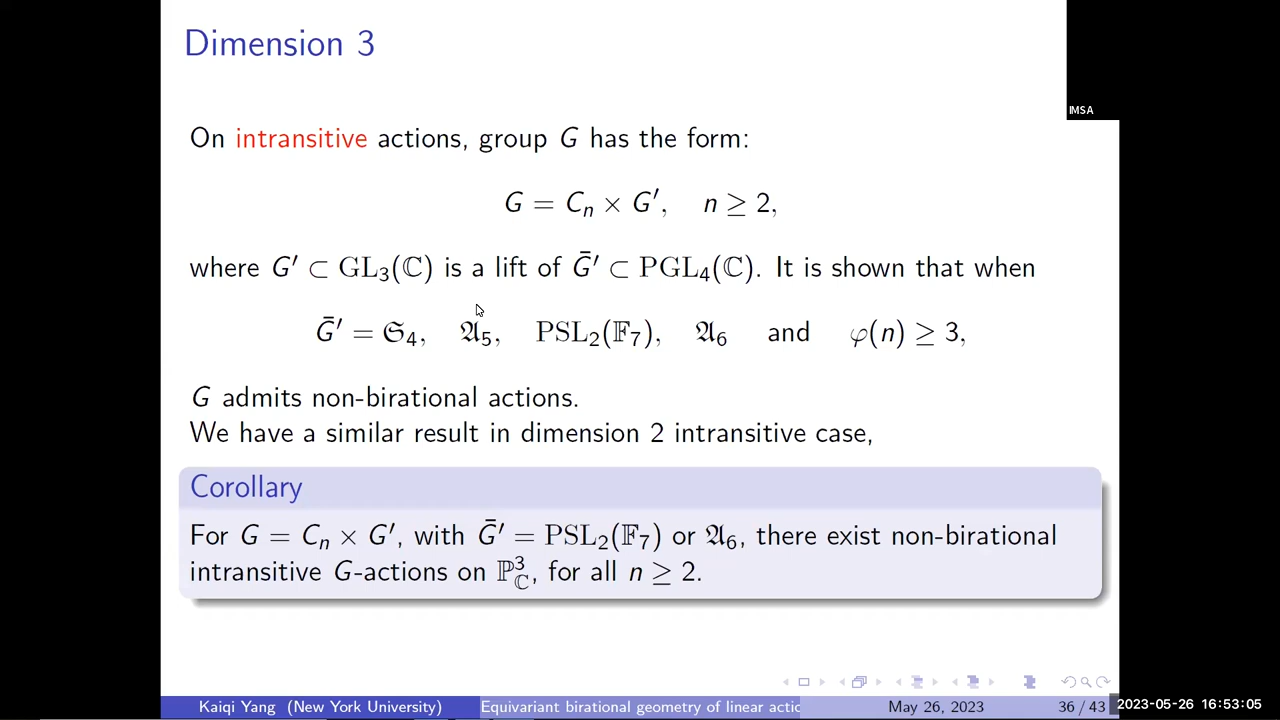 Dimension 3
IMSA
On intransitive actions, group G has the form:
G = Cₙ × G′, n ≥ 2,
where G′ ⊂ GL₃(ℂ) is a lift of Ḡ′ ⊂ PGL₄(ℂ). It is shown that when
Ḡ′ = 𝔖₄, 𝔄₅, PSL₂(𝔽₇), 𝔄₆ and φ(n) ≥ 3,
G admits non-birational actions.
We have a similar result in dimension 2 intransitive case,
Corollary
For G = Cₙ × G′, with Ḡ′ = PSL₂(𝔽₇) or 𝔄₆, there exist non-birational
intransitive G-actions on ℙ³_ℂ, for all n ≥ 2.
Kaiqi Yang (New York University) Equivariant birational geometry of linear actio May 26, 2023 36 / 43 2023-05-26 16:53:05